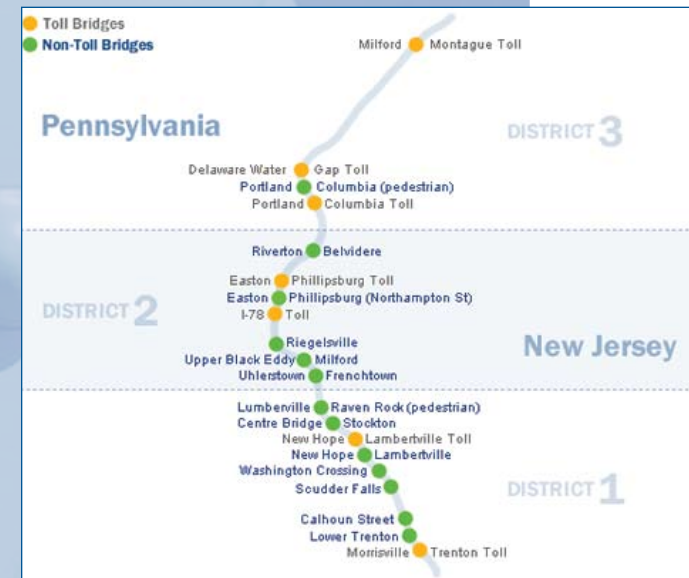 Toll Bridges
Non-Toll Bridges
Milford Montague Toll
Pennsylvania
DISTRICT 3
Delaware Water Gap Toll
Portland Columbia (pedestrian)
Portland Columbia Toll
Riverton Belvidere
Easton Phillipsburg Toll
Easton Phillipsburg (Northampton St)
DISTRICT 2
I-78 Toll
Riegelsville
New Jersey
Upper Black Eddy Milford
Uhlerstown Frenchtown
Lumberville Raven Rock (pedestrian)
Centre Bridge Stockton
New Hope Lambertville Toll
New Hope Lambertville
Washington Crossing
Scudder Falls
DISTRICT 1
Calhoun Street
Lower Trenton
Morrisville Trenton Toll